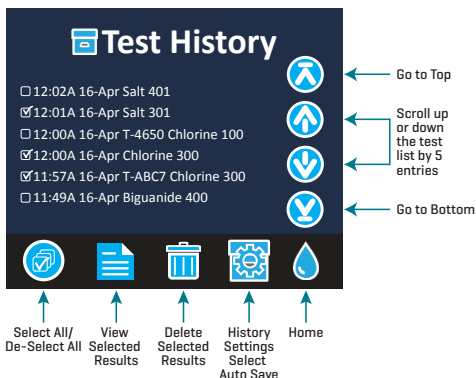 Test History
12:02A 16-Apr Salt 401
12:01A 16-Apr Salt 301
12:00A 16-Apr T-4650 Chlorine 100
12:00A 16-Apr Chlorine 300
11:57A 16-Apr T-ABC7 Chlorine 300
11:49A 16-Apr Biguanide 400
Go to Top
Scroll up
or down
the test
list by 5
entries
Go to Bottom
Select All/
De-Select All
View
Selected
Results
Delete
Selected
Results
History
Settings
Select
Auto Save
Home